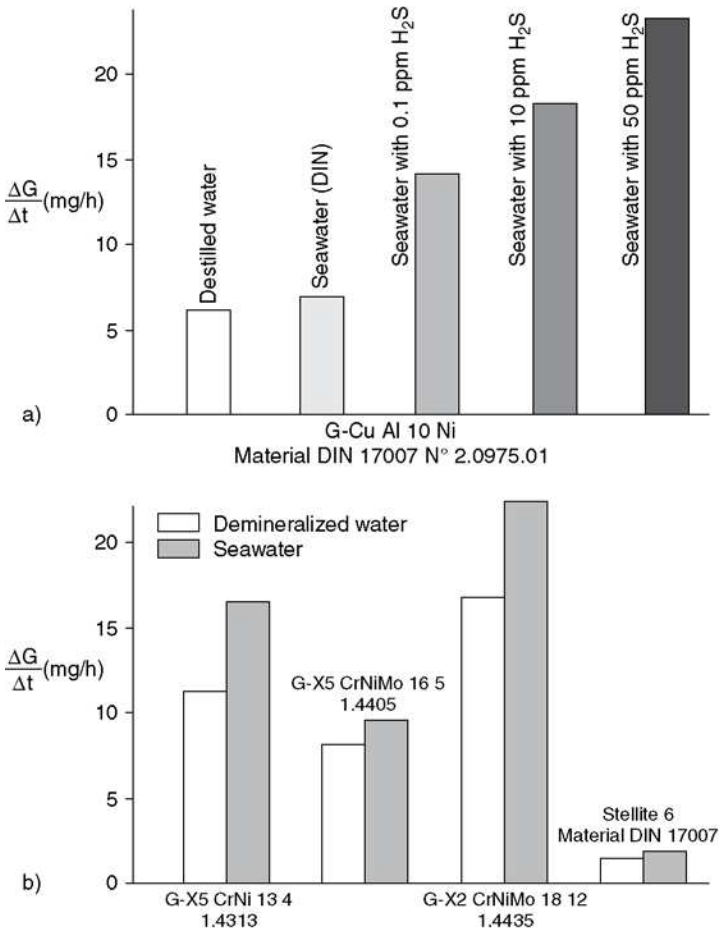 20
15
10
5
0
ΔG
Δt
(mg/h)
Destilled water
Seawater (DIN)
Seawater with 0.1 ppm H₂S
Seawater with 10 ppm H₂S
Seawater with 50 ppm H₂S
a)
G-Cu Al 10 Ni
Material DIN 17007 N° 2.0975.01
Demineralized water
Seawater
20
15
10
5
0
ΔG
Δt
(mg/h)
G-X5 CrNiMo 16 5
1.4405
Stellite 6
Material DIN 17007
b)
G-X5 CrNi 13 4
1.4313
G-X2 CrNiMo 18 12
1.4435